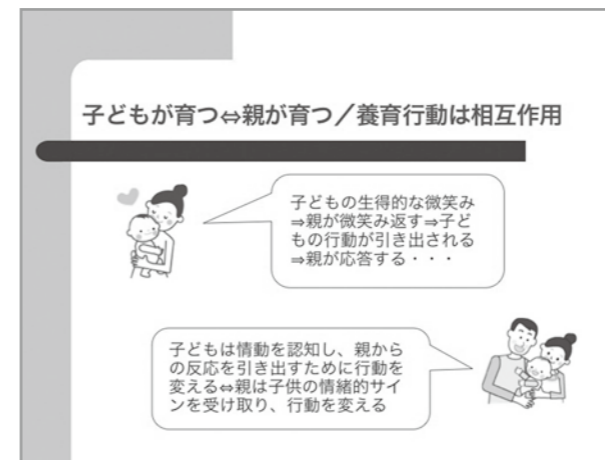 子どもが育つ⇔親が育つ／養育行動は相互作用
子どもの生得的な微笑み
⇒親が微笑み返す⇒子ど
もの行動が引き出される
⇒親が応答する・・・
子どもは情動を認知し、親から
の反応を引き出すために行動を
変える⇔親は子供の情緒的サイ
ンを受け取り、行動を変える